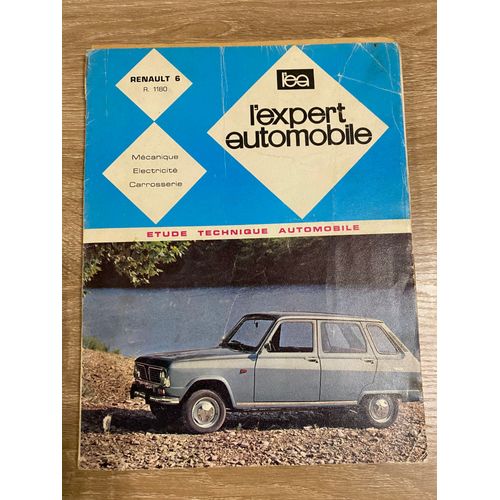 RENAULT 6
R. 1180
l'ea
l'expert
automobile
Mécanique
Electricité
Carrosserie
ETUDE TECHNIQUE AUTOMOBILE